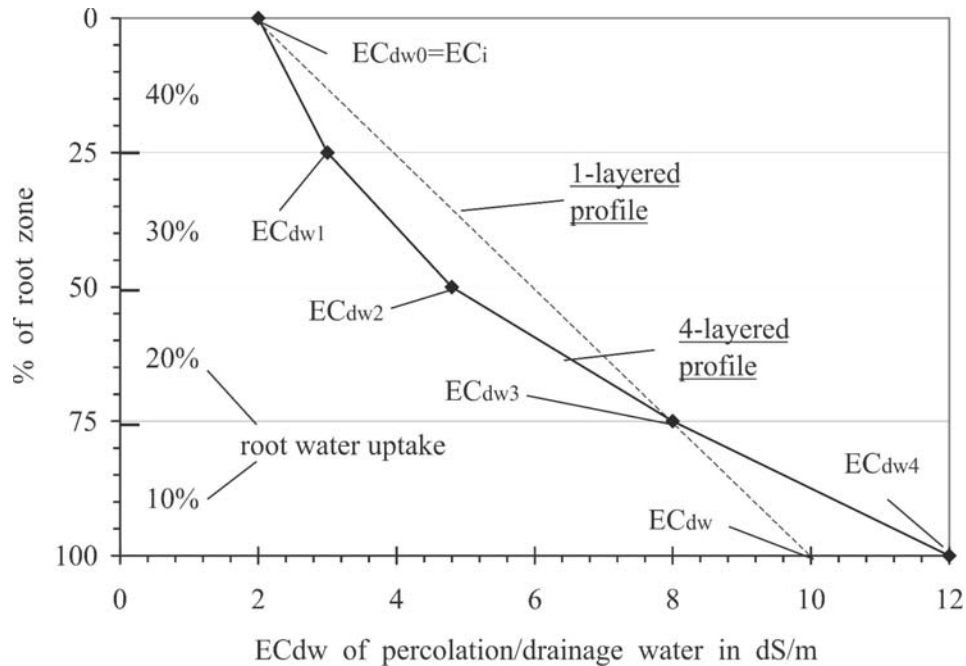 0
ECdw0=ECi
40%
25
1-layered
profile
ECdw1
30%
% of root zone
50
ECdw2
4-layered
profile
20%
ECdw3
75
root water uptake
ECdw4
10%
ECdw
100
0 2 4 6 8 10 12
ECdw of percolation/drainage water in dS/m